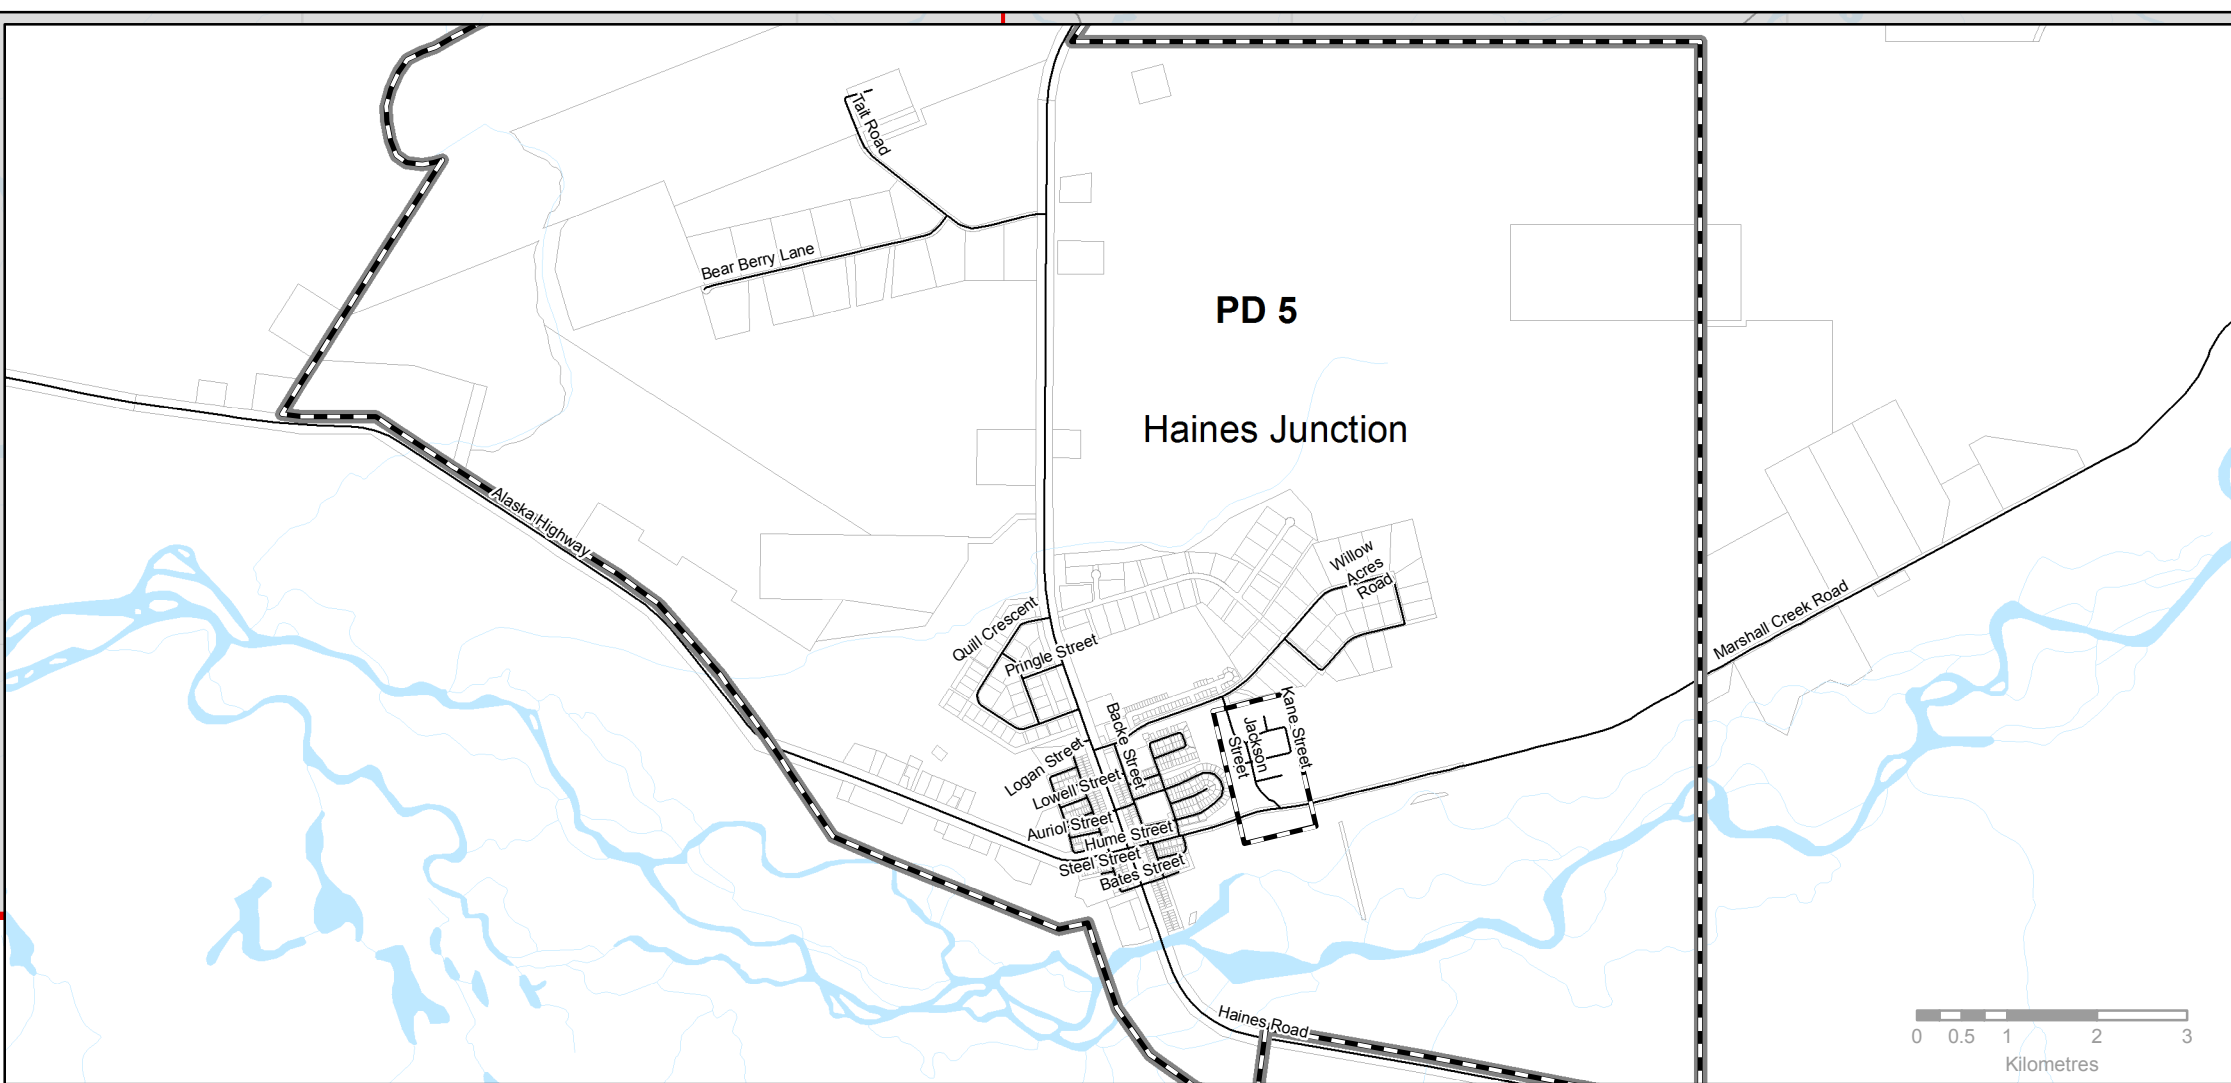 Tait Road
Bear Berry Lane
PD 5
Haines Junction
Alaska Highway
Willow
Acres
Road
Quill Crescent
Pringle Street
Marshall Creek Road
Backe Street
Kane Street
Jackson
Street
Logan Street
Lowell Street
Auriol Street
Hume Street
Steel Street
Bates Street
Haines Road
0 0.5 1 2 3
Kilometres